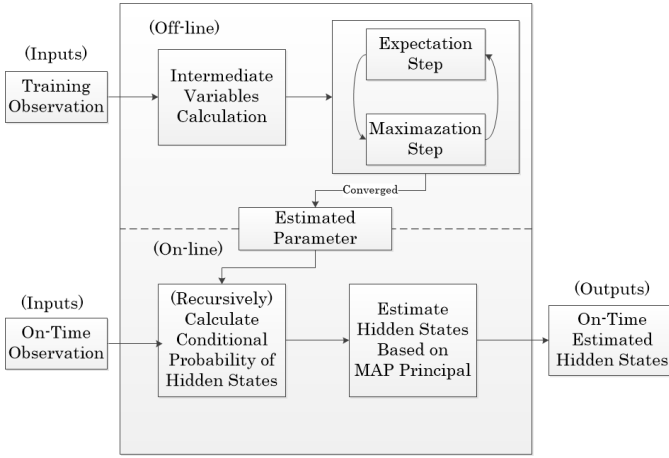 (Off-line)
(Inputs)
Training
Observation
Intermediate
Variables
Calculation
Expectation
Step
Maximazation
Step
Converged
Estimated
Parameter
(On-line)
(Inputs)
On-Time
Observation
(Recursively)
Calculate
Conditional
Probability of
Hidden States
Estimate
Hidden States
Based on
MAP Principal
(Outputs)
On-Time
Estimated
Hidden States